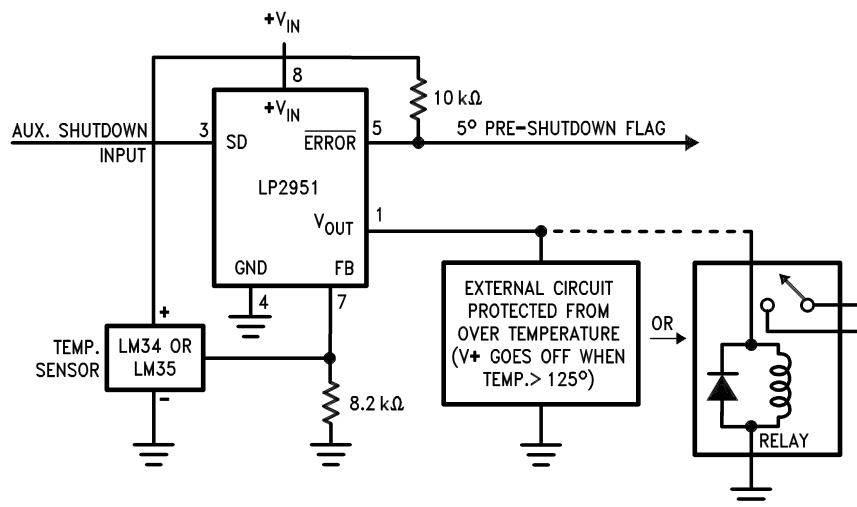 +VIN
8
10 kΩ
+VIN
AUX. SHUTDOWN
INPUT
3
SD
ERROR
5
5° PRE-SHUTDOWN FLAG
LP2951
VOUT
1
GND
FB
4
7
EXTERNAL CIRCUIT
PROTECTED FROM
OVER TEMPERATURE
(V+ GOES OFF WHEN
TEMP.> 125°)
OR
+
TEMP.
SENSOR
LM34 OR
LM35
–
8.2 kΩ
RELAY